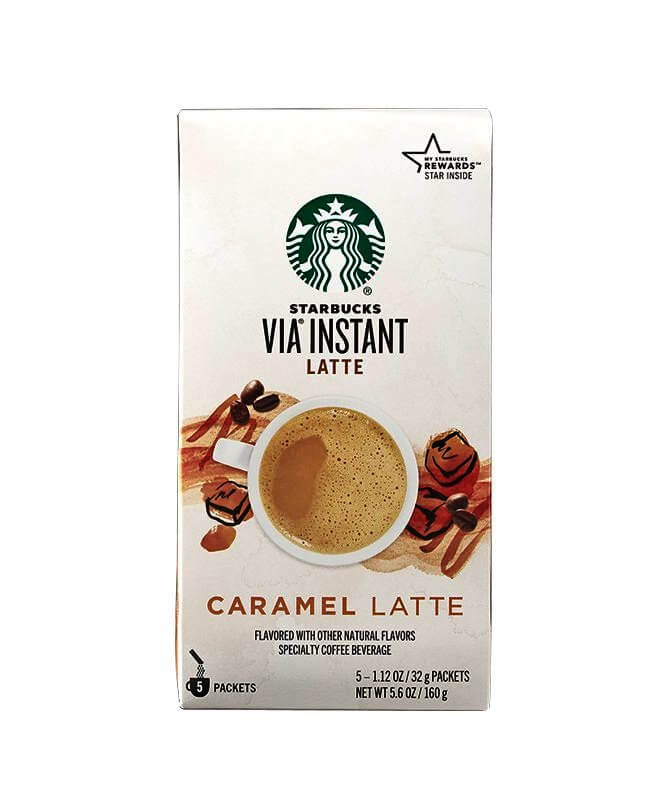 MY STARBUCKS
REWARDS™
STAR INSIDE
®
STARBUCKS
VIA® INSTANT
LATTE
CARAMEL LATTE
FLAVORED WITH OTHER NATURAL FLAVORS
SPECIALTY COFFEE BEVERAGE
5 PACKETS
5 – 1.12 OZ / 32 g PACKETS
NET WT 5.6 OZ / 160 g